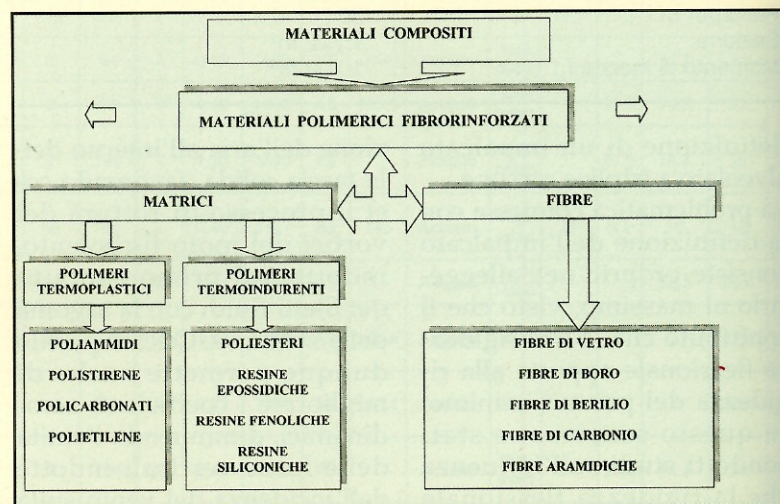 MATERIALI COMPOSITI
MATERIALI POLIMERICI FIBRORINFORZATI
MATRICI
FIBRE
POLIMERI
TERMOPLASTICI
POLIMERI
TERMOINDURENTI
POLIAMMIDI
POLISTIRENE
POLICARBONATI
POLIETILENE
POLIESTERI
RESINE
EPOSSIDICHE
RESINE FENOLICHE
RESINE
SILICONICHE
FIBRE DI VETRO
FIBRE DI BORO
FIBRE DI BERILIO
FIBRE DI CARBONIO
FIBRE ARAMIDICHE